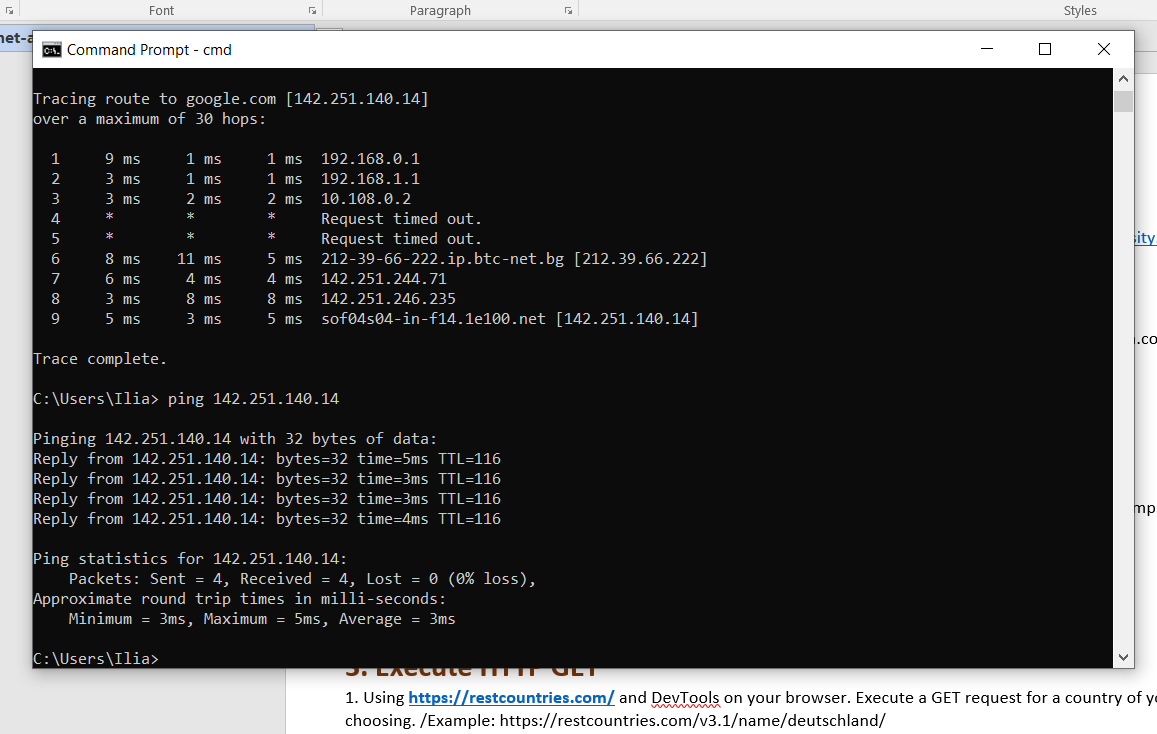 Font Paragraph Styles
net-a
Command Prompt - cmd
Tracing route to google.com [142.251.140.14]
over a maximum of 30 hops:
1 9 ms 1 ms 1 ms 192.168.0.1
2 3 ms 1 ms 1 ms 192.168.1.1
3 3 ms 2 ms 2 ms 10.108.0.2
4 * * * Request timed out.
5 * * * Request timed out.
6 8 ms 11 ms 5 ms 212-39-66-222.ip.btc-net.bg [212.39.66.222]
7 6 ms 4 ms 4 ms 142.251.244.71
8 3 ms 8 ms 8 ms 142.251.246.235
9 5 ms 3 ms 5 ms sof04s04-in-f14.1e100.net [142.251.140.14]
Trace complete.
C:\Users\Ilia> ping 142.251.140.14
Pinging 142.251.140.14 with 32 bytes of data:
Reply from 142.251.140.14: bytes=32 time=5ms TTL=116
Reply from 142.251.140.14: bytes=32 time=3ms TTL=116
Reply from 142.251.140.14: bytes=32 time=3ms TTL=116
Reply from 142.251.140.14: bytes=32 time=4ms TTL=116
Ping statistics for 142.251.140.14:
Packets: Sent = 4, Received = 4, Lost = 0 (0% loss),
Approximate round trip times in milli-seconds:
Minimum = 3ms, Maximum = 5ms, Average = 3ms
C:\Users\Ilia>
sity.
.co
mp
3. Execute HTTP GET
1. Using https://restcountries.com/ and DevTools on your browser. Execute a GET request for a country of yo
choosing. /Example: https://restcountries.com/v3.1/name/deutschland/